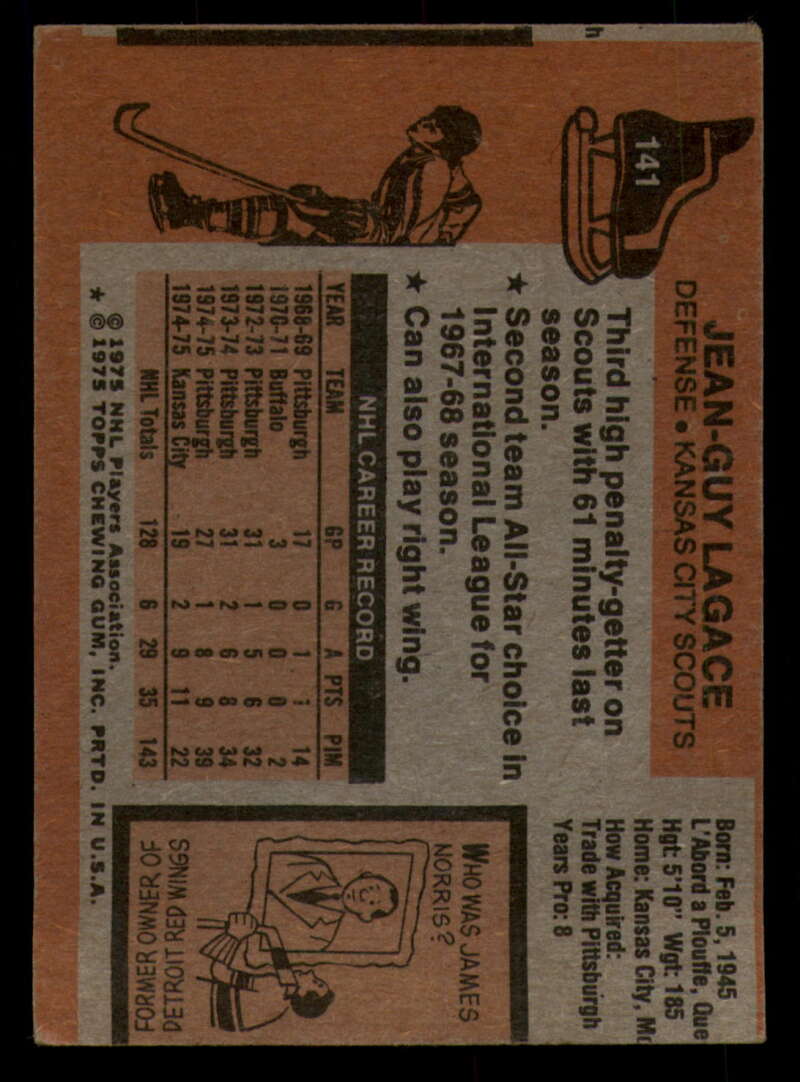 141
JEAN-GUY LAGACE
DEFENSE • KANSAS CITY SCOUTS
Born: Feb. 5, 1945
L'Abord a Plouffe, Que
Hgt: 5'10" Wgt: 185
Home: Kansas City, Mo
How Acquired:
Trade with Pittsburgh
Years Pro: 8
Third high penalty-getter on
Scouts with 61 minutes last
season.
★ Second team All-Star choice in
International League for
1967-68 season.
★ Can also play right wing.
NHL CAREER RECORD
YEAR TEAM GP G A PTS PIM
1968-69 Pittsburgh 17 0 1 1 14
1970-71 Buffalo 3 0 0 0 2
1972-73 Pittsburgh 31 1 5 6 32
1973-74 Pittsburgh 31 2 6 8 34
1974-75 Pittsburgh 27 1 8 9 39
1974-75 Kansas City 19 2 9 11 22
NHL Totals 128 6 29 35 143
WHO WAS JAMES
NORRIS?
FORMER OWNER OF
DETROIT RED WINGS
© 1975 NHL Players Association.
★ © 1975 TOPPS CHEWING GUM, INC. PRTD. IN U.S.A.
h